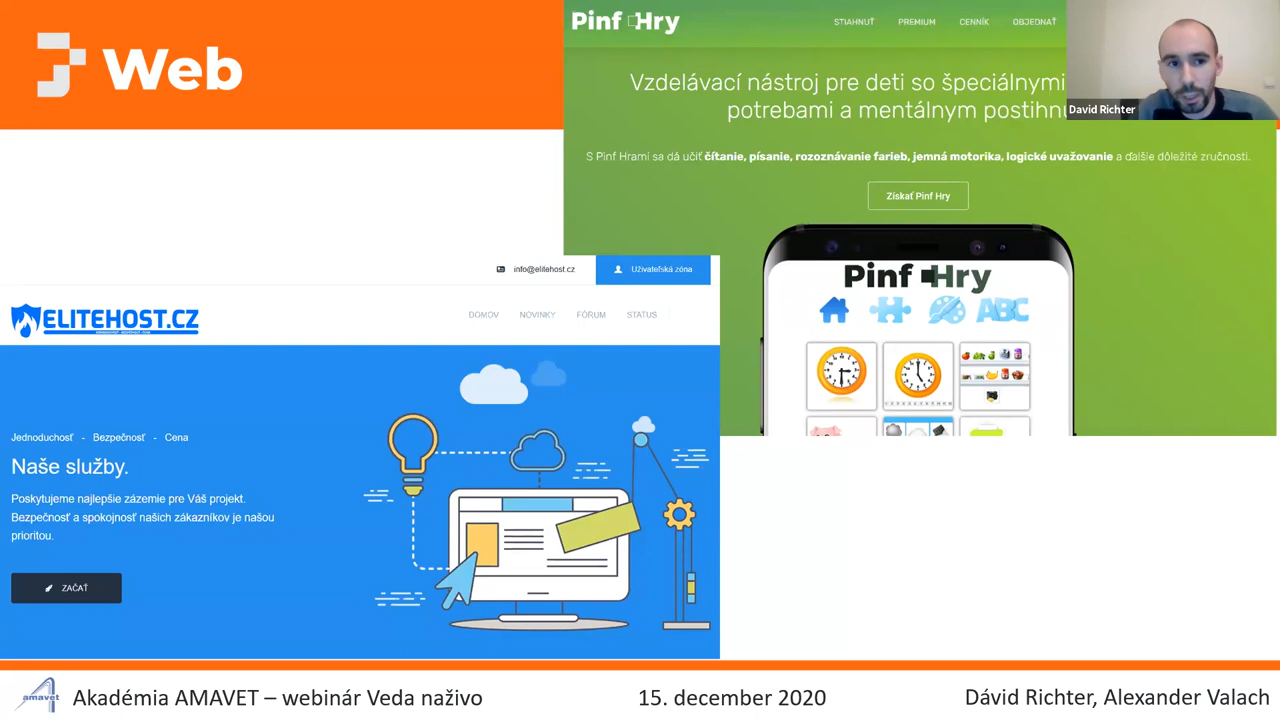 Web
Pinf Hry
STIAHNUŤ PREMIUM CENNÍK OBJEDNAŤ
Vzdelávací nástroj pre deti so špeciálnymi
potrebami a mentálnym postihnu
David Richter
S Pinf Hrami sa dá učiť čítanie, písanie, rozoznávanie farieb, jemná motorika, logické uvažovanie a ďalšie dôležité zručnosti.
Získať Pinf Hry
Pinf Hry
ABC
info@elitehost.cz
Užívateľská zóna
ELITEHOST.CZ
DOMOV NOVINKY FÓRUM STATUS
Jednoduchosť - Bezpečnosť - Cena
Naše služby.
Poskytujeme najlepšie zázemie pre Váš projekt.
Bezpečnosť a spokojnosť našich zákazníkov je našou
prioritou.
ZAČAŤ
amavet
Akadémia AMAVET – webinár Veda naživo
15. december 2020
Dávid Richter, Alexander Valach